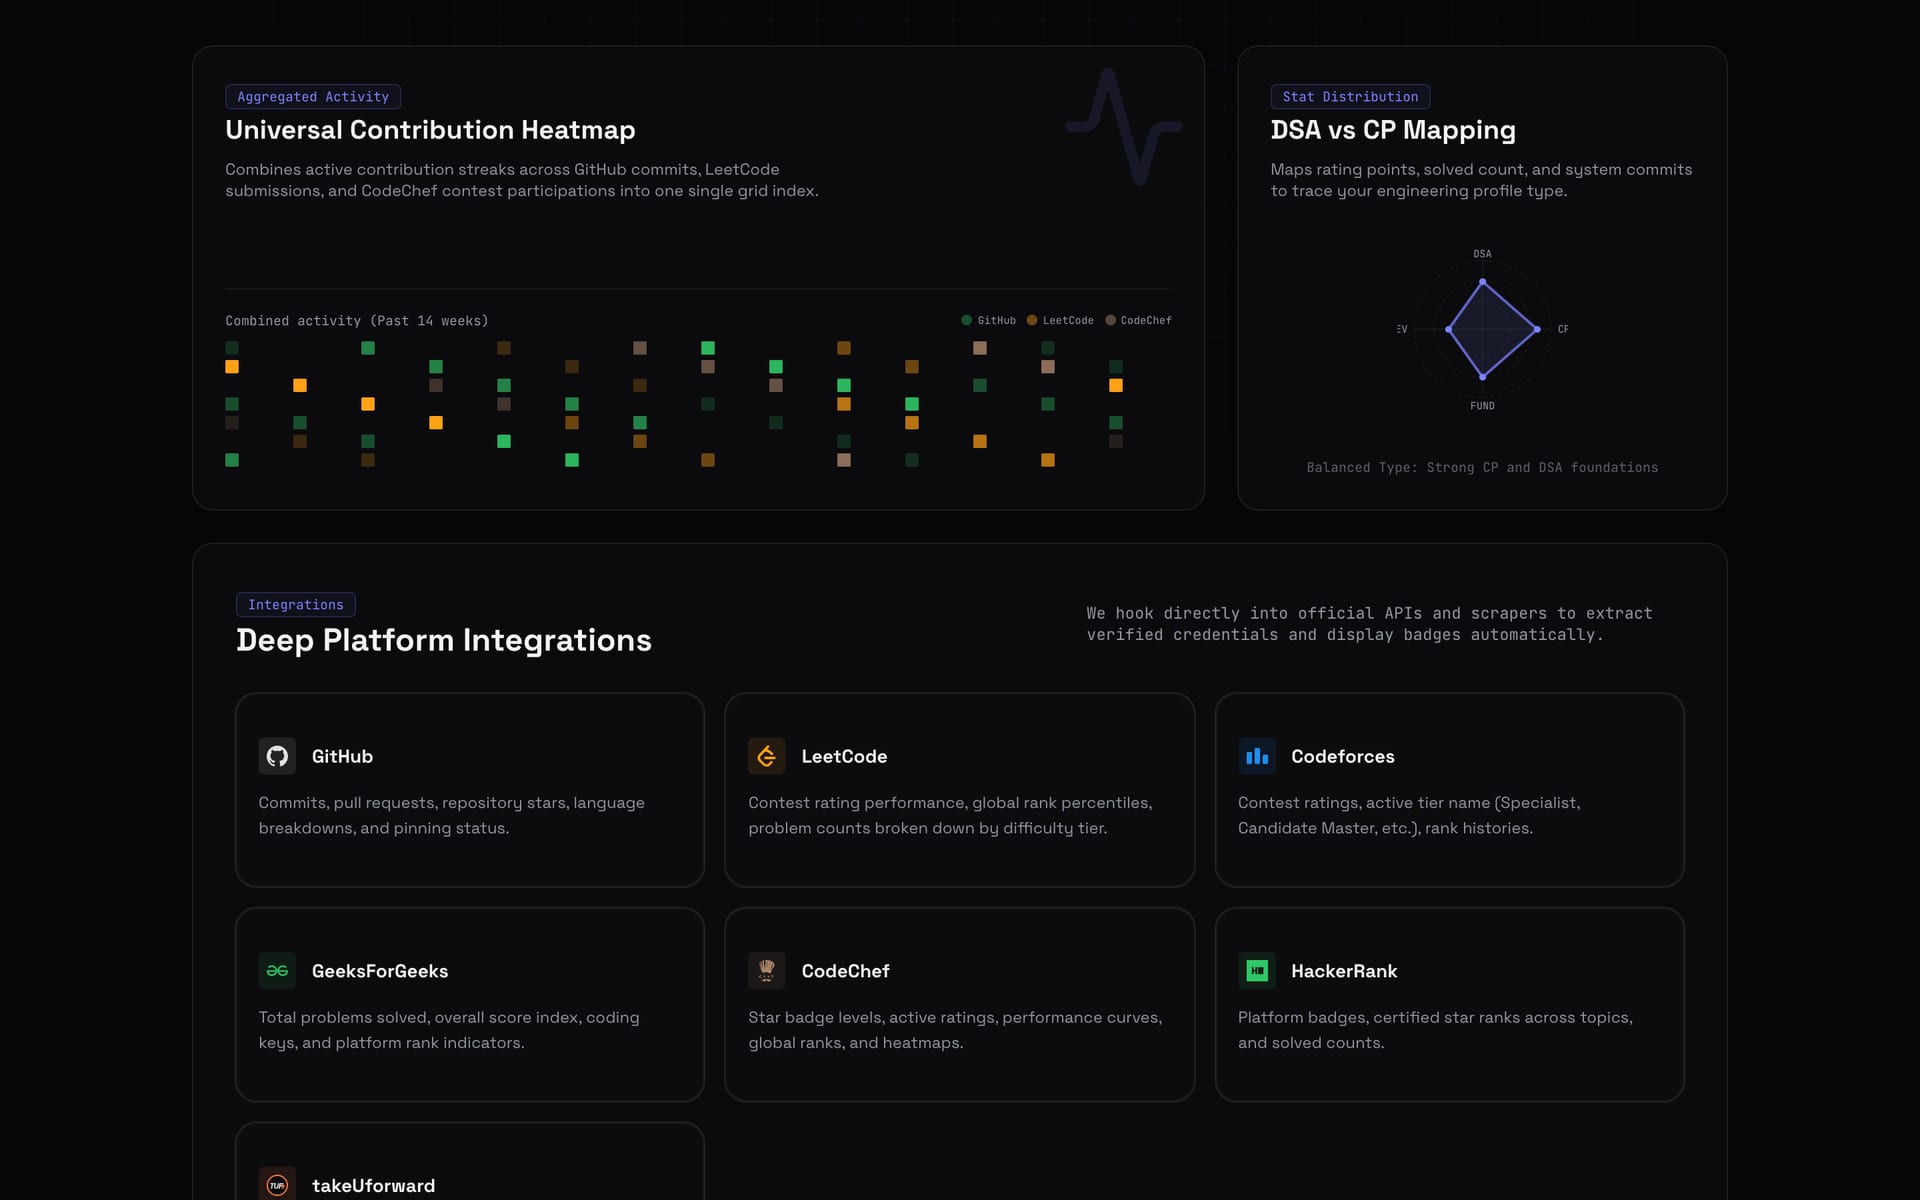 Aggregated Activity
Universal Contribution Heatmap
Combines active contribution streaks across GitHub commits, LeetCode
submissions, and CodeChef contest participations into one single grid index.
Combined activity (Past 14 weeks)
GitHub
LeetCode
CodeChef
Stat Distribution
DSA vs CP Mapping
Maps rating points, solved count, and system commits
to trace your engineering profile type.
DSA
EV
CP
FUND
Balanced Type: Strong CP and DSA foundations
Integrations
Deep Platform Integrations
We hook directly into official APIs and scrapers to extract
verified credentials and display badges automatically.
GitHub
Commits, pull requests, repository stars, language
breakdowns, and pinning status.
LeetCode
Contest rating performance, global rank percentiles,
problem counts broken down by difficulty tier.
Codeforces
Contest ratings, active tier name (Specialist,
Candidate Master, etc.), rank histories.
GeeksForGeeks
Total problems solved, overall score index, coding
keys, and platform rank indicators.
CodeChef
Star badge levels, active ratings, performance curves,
global ranks, and heatmaps.
HackerRank
Platform badges, certified star ranks across topics,
and solved counts.
TUF
takeUforward